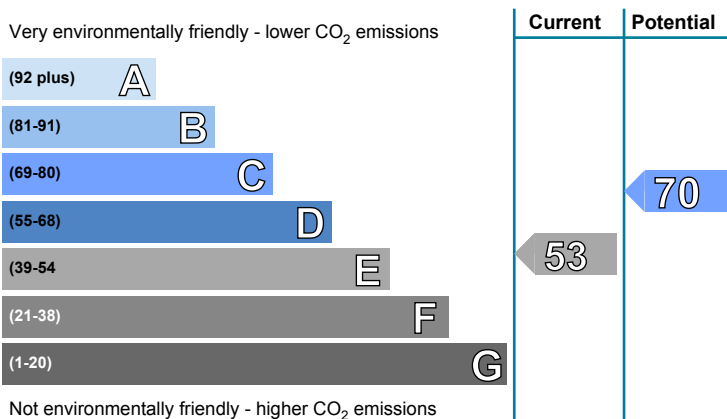 Very environmentally friendly - lower CO2 emissions
Current
Potential
(92 plus) A
(81-91) B
(69-80) C
70
(55-68) D
53
(39-54 E
(21-38) F
(1-20) G
Not environmentally friendly - higher CO2 emissions